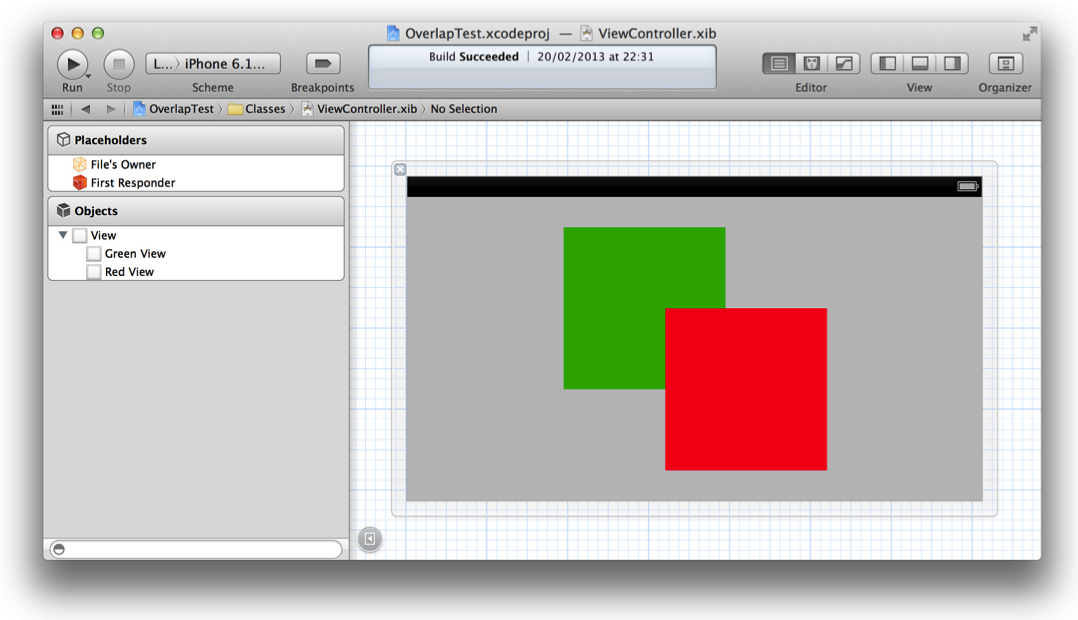 OverlapTest.xcodeproj — ViewController.xib
L... iPhone 6.1...
Build Succeeded | 20/02/2013 at 22:31
Run Stop Scheme Breakpoints Editor View Organizer
OverlapTest Classes ViewController.xib No Selection
Placeholders
File's Owner
First Responder
Objects
View
Green View
Red View